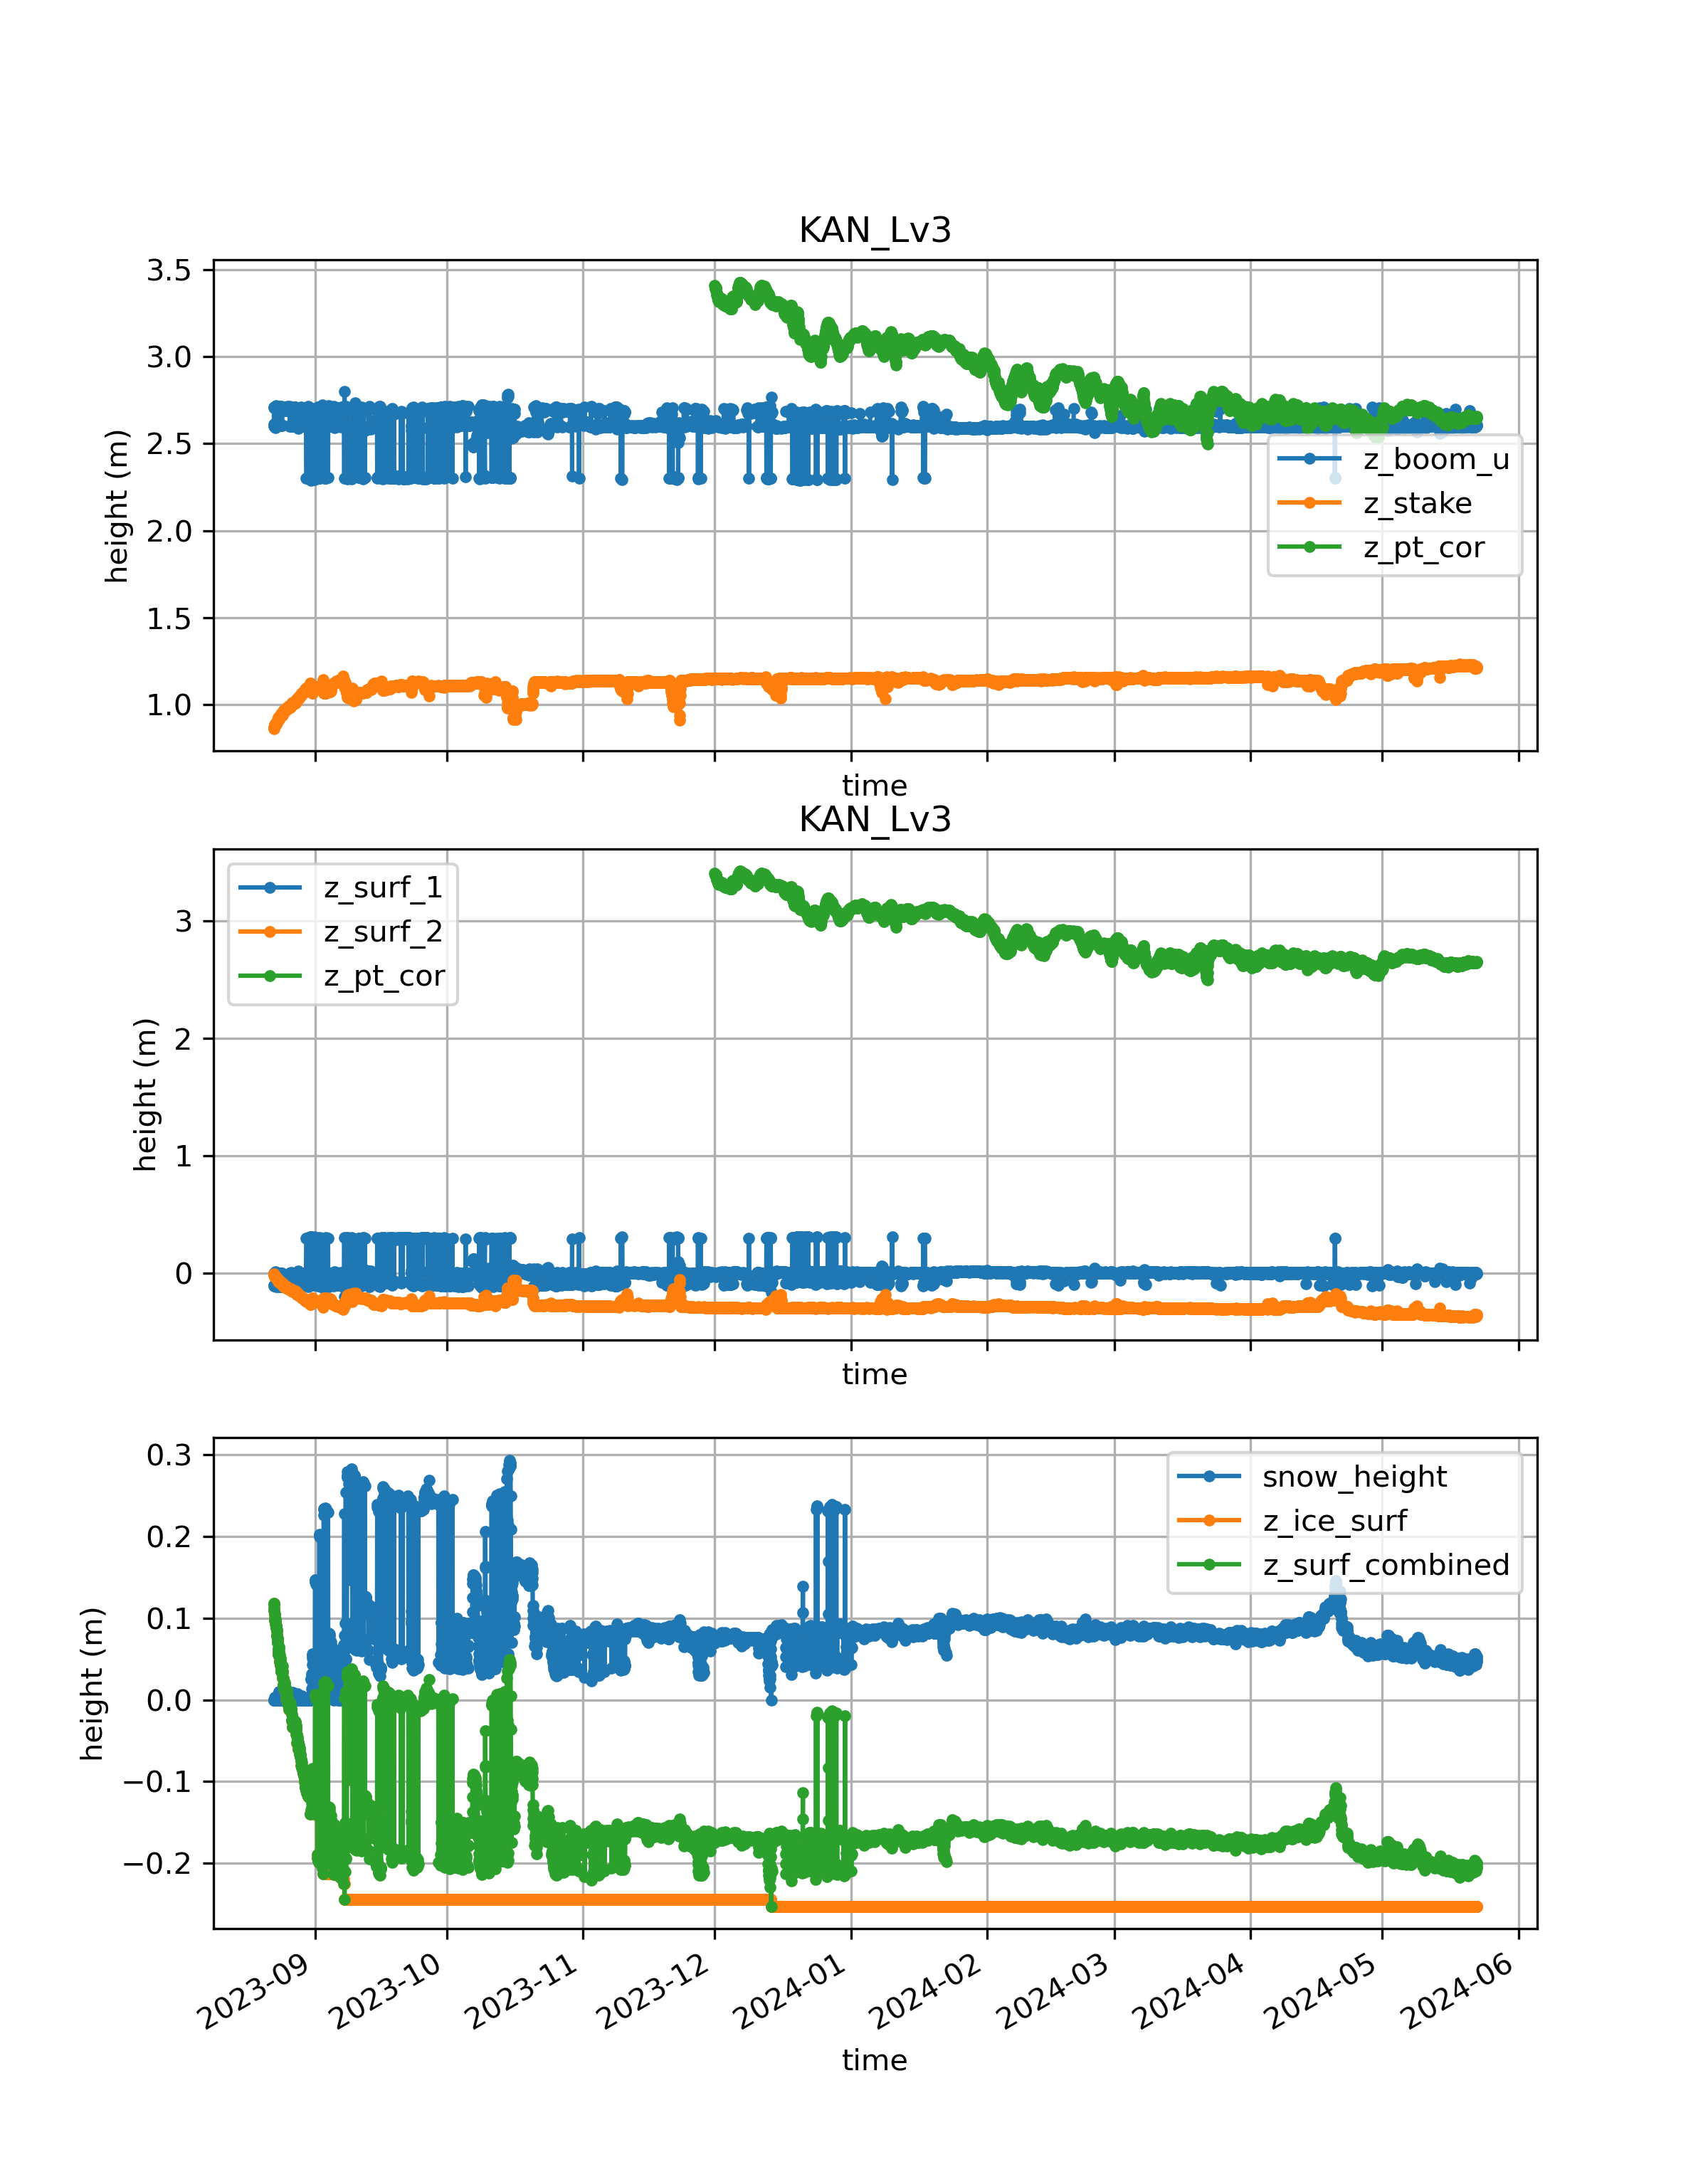 KAN_Lv3
3.5
3.0
2.5
2.0
1.5
1.0
height (m)
z_boom_u
z_stake
z_pt_cor
time
KAN_Lv3
3
2
1
0
height (m)
z_surf_1
z_surf_2
z_pt_cor
time
0.3
0.2
0.1
0.0
−0.1
−0.2
height (m)
snow_height
z_ice_surf
z_surf_combined
2023-09
2023-10
2023-11
2023-12
2024-01
2024-02
2024-03
2024-04
2024-05
2024-06
time